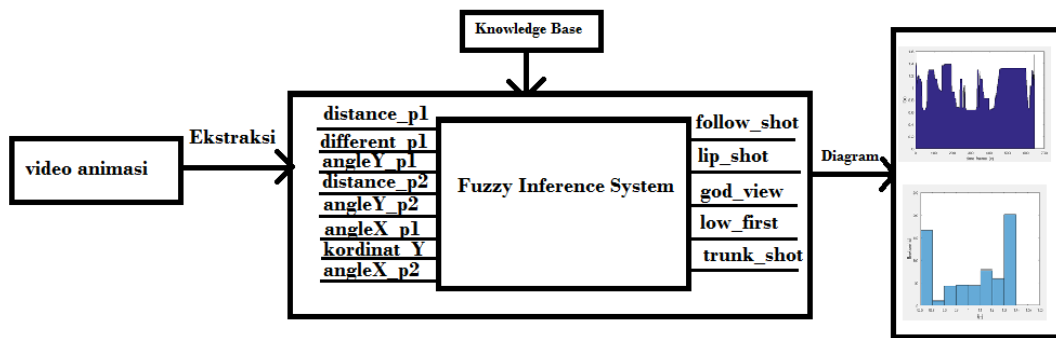 Knowledge Base
video animasi
Ekstraksi
distance_p1
different_p1
angleY_p1
distance_p2
angleY_p2
angleX_p1
kordinat_Y
angleX_p2
Fuzzy Inference System
follow_shot
lip_shot
god_view
low_first
trunk_shot
Diagram